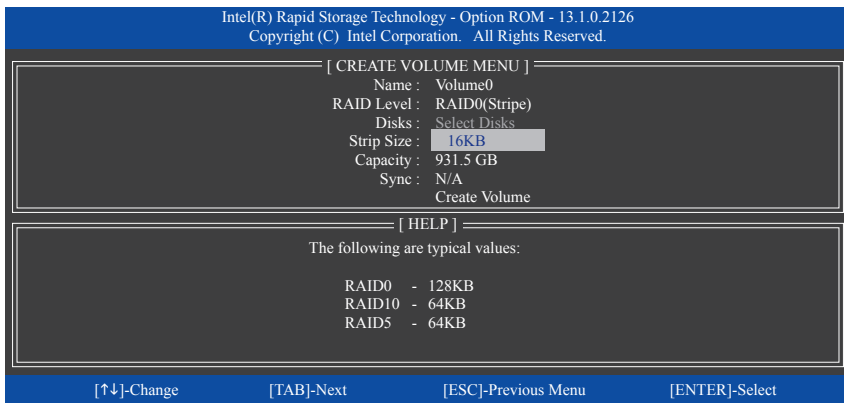 Intel(R) Rapid Storage Technology - Option ROM - 13.1.0.2126
Copyright (C) Intel Corporation. All Rights Reserved.
[ CREATE VOLUME MENU ]
Name : Volume0
RAID Level : RAID0(Stripe)
Disks : Select Disks
Strip Size : 16KB
Capacity : 931.5 GB
Sync : N/A
Create Volume
[ HELP ]
The following are typical values:
RAID0 - 128KB
RAID10 - 64KB
RAID5 - 64KB
[↑↓]-Change [TAB]-Next [ESC]-Previous Menu [ENTER]-Select